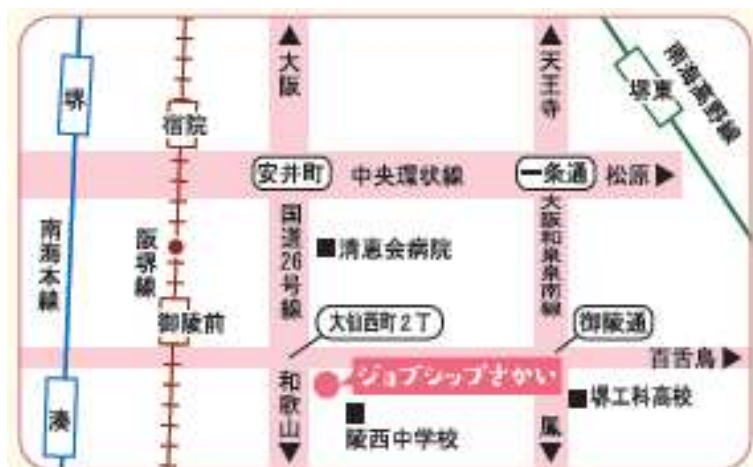 ▲大阪
▲天王寺
南海高野線
堺
堺東
宿院
安井町
中央環状線
一条通
松原▶
南海本線
阪堺線
国道26号線
■清恵会病院
大阪和泉泉南線
御陵前
大仙西町2丁
御陵通
百舌鳥▶
ジョブシップさかい
湊
和歌山▼
■陵西中学校
鳳▼
■堺工科高校